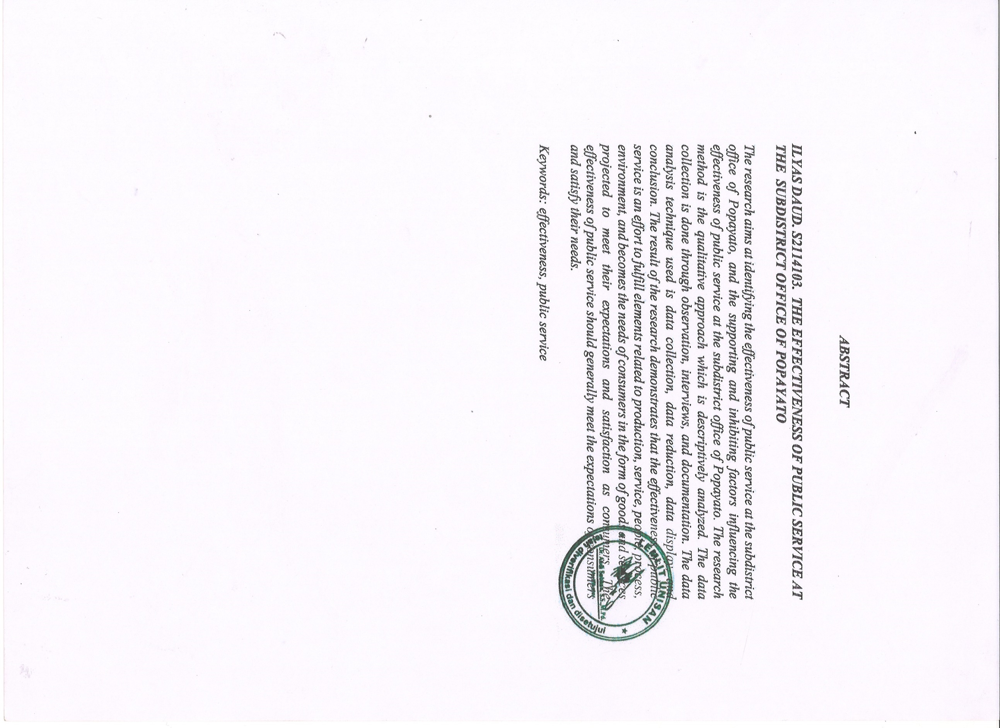 ABSTRACT
ILYAS DAUD. S2114103. THE EFFECTIVENESS OF PUBLIC SERVICE AT
THE SUBDISTRICT OFFICE OF POPAYATO
The research aims at identifying the effectiveness of public service at the subdistrict
office of Popayato, and the supporting and inhibiting factors influencing the
effectiveness of public service at the subdistrict office of Popayato. The research
method is the qualitative approach which is descriptively analyzed. The data
collection is done through observation, interviews, and documentation. The data
analysis technique used is data collection, data reduction, data display and
conclusion. The result of the research demonstrates that the effectiveness public
service is an effort to fulfill elements related to production, service, people, process,
environment, and becomes the needs of consumers in the form of goods and services
projected to meet their expectations and satisfaction as consumers. The
effectiveness of public service should generally meet the expectations consumers
and satisfy their needs.
Keywords: effectiveness, public service
LEMLIT UNISAN
M.Pd.
Telah diverifikasi dan disetujui